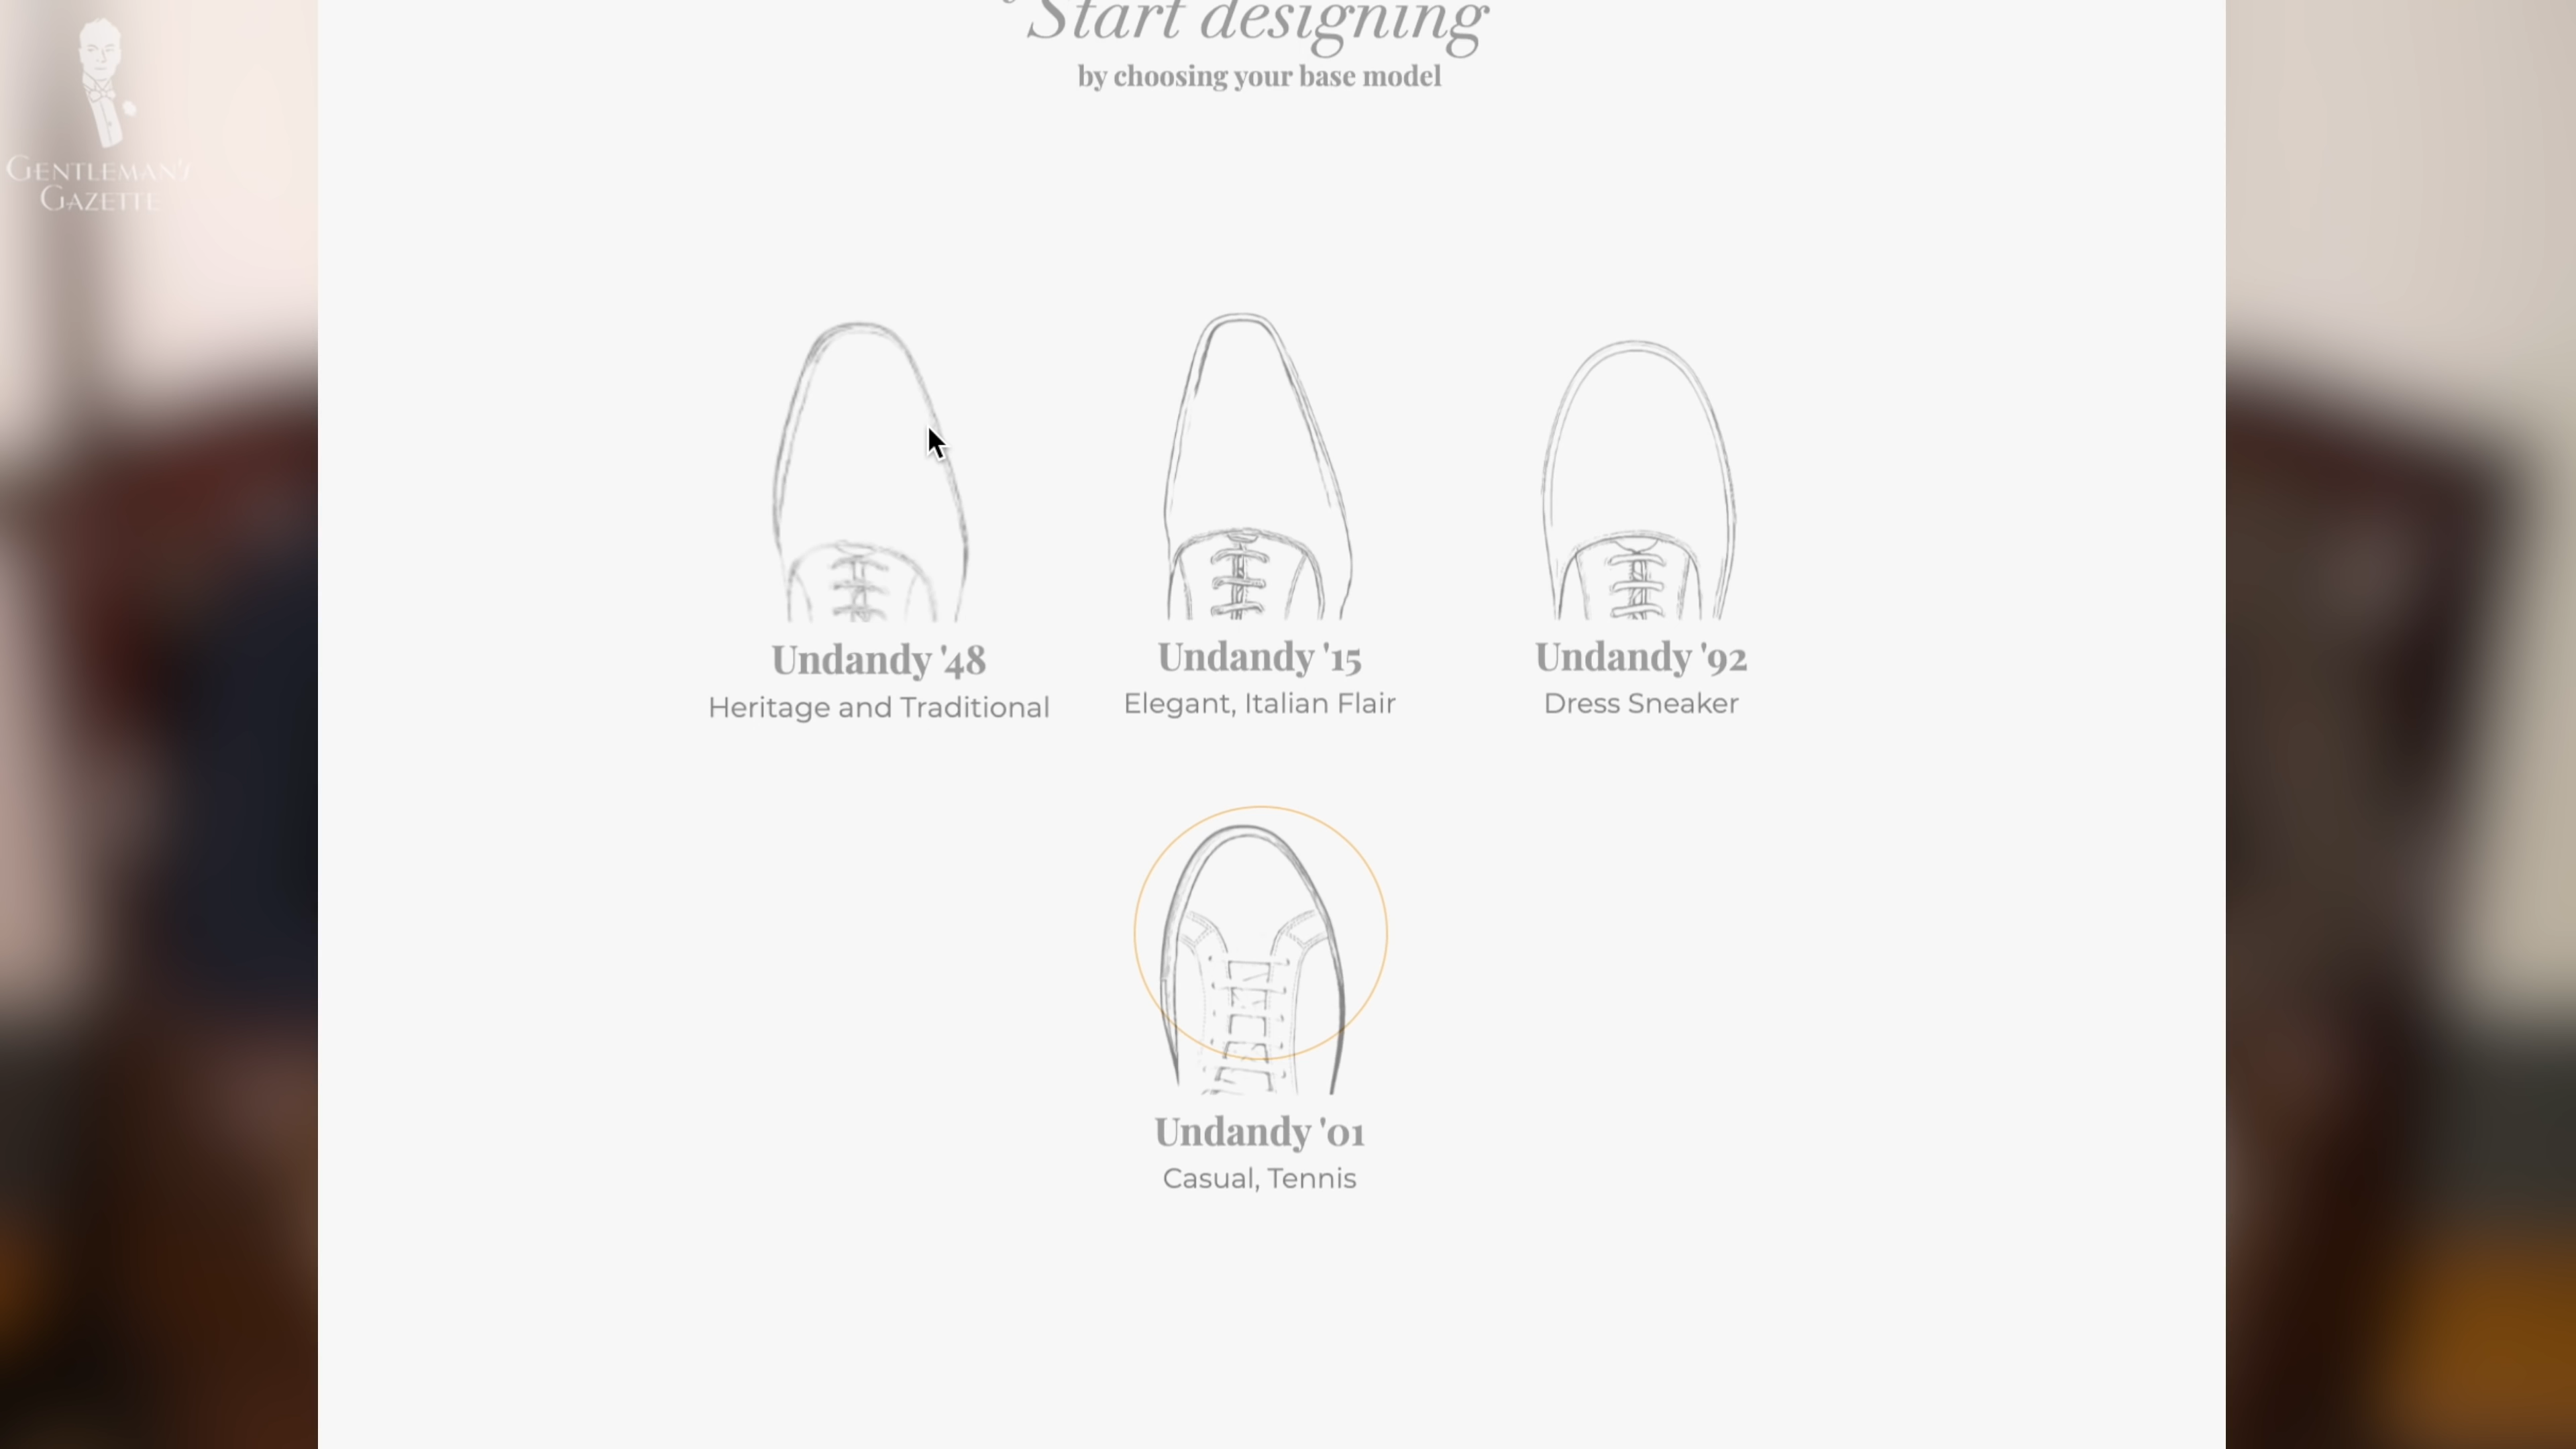 GENTLEMAN'S
GAZETTE
Start designing
by choosing your base model
Undandy '48
Heritage and Traditional
Undandy '15
Elegant, Italian Flair
Undandy '92
Dress Sneaker
Undandy '01
Casual, Tennis